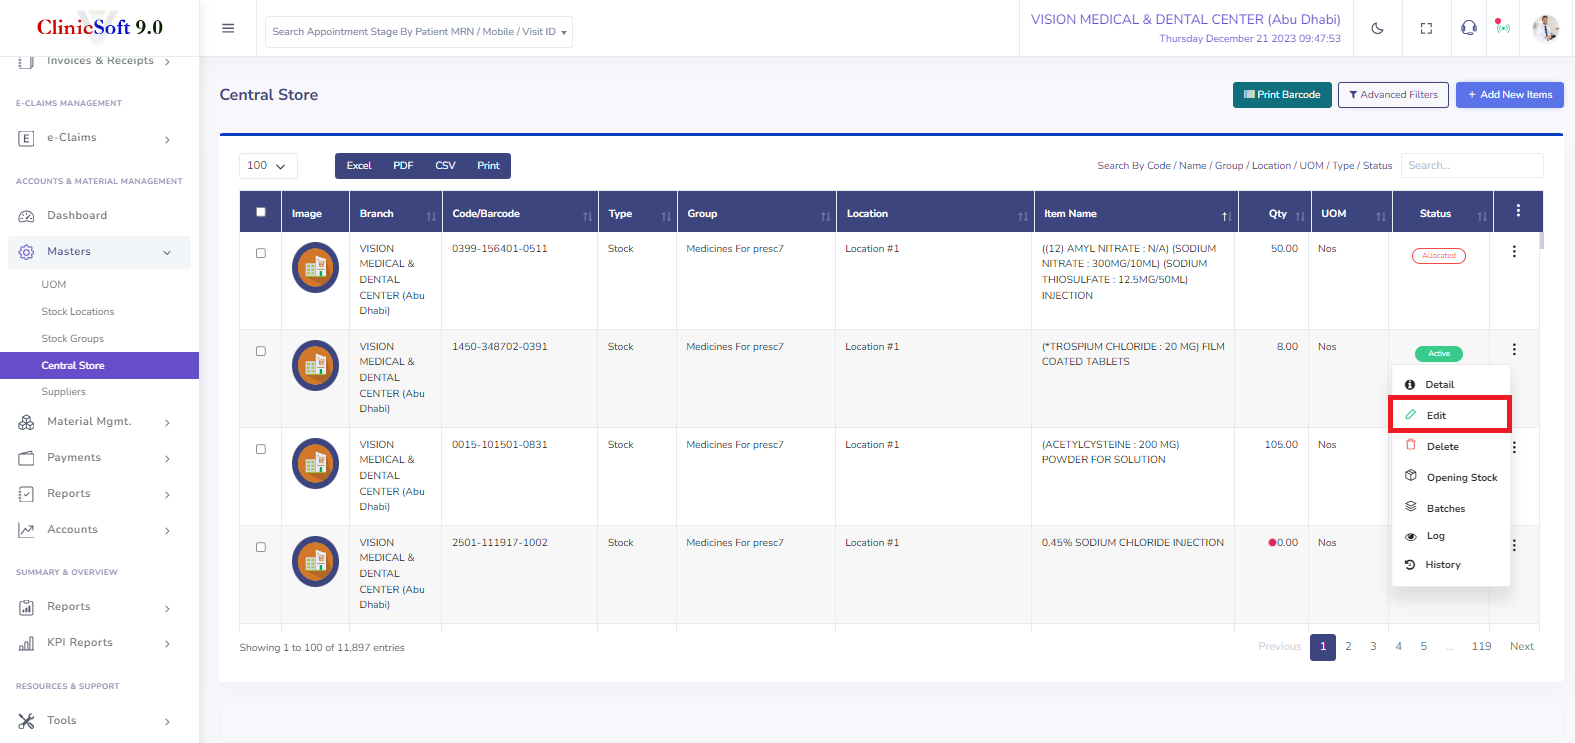 ClinicSoft 9.0
Search Appointment Stage By Patient MRN / Mobile / Visit ID
VISION MEDICAL & DENTAL CENTER (Abu Dhabi)
Thursday December 21 2023 09:47:53
Invoices & Receipts
E-CLAIMS MANAGEMENT
e-Claims
ACCOUNTS & MATERIAL MANAGEMENT
Dashboard
Masters
UOM
Stock Locations
Stock Groups
Central Store
Suppliers
Material Mgmt.
Payments
Reports
Accounts
SUMMARY & OVERVIEW
Reports
KPI Reports
RESOURCES & SUPPORT
Tools
Central Store
Print Barcode
Advanced Filters
+ Add New Items
100
Excel PDF CSV Print
Search By Code / Name / Group / Location / UOM / Type / Status
Search...
Image Branch Code/Barcode Type Group Location Item Name Qty UOM Status
VISION
MEDICAL &
DENTAL
CENTER (Abu
Dhabi)
0399-156401-0511
Stock
Medicines For presc7
Location #1
((12) AMYL NITRATE : N/A) (SODIUM
NITRATE : 300MG/10ML) (SODIUM
THIOSULFATE : 12.5MG/50ML)
INJECTION
50.00
Nos
Allocated
VISION
MEDICAL &
DENTAL
CENTER (Abu
Dhabi)
1450-348702-0391
Stock
Medicines For presc7
Location #1
(*TROSPIUM CHLORIDE : 20 MG) FILM
COATED TABLETS
8.00
Nos
Active
Detail
Edit
Delete
Opening Stock
Batches
Log
History
VISION
MEDICAL &
DENTAL
CENTER (Abu
Dhabi)
0015-101501-0831
Stock
Medicines For presc7
Location #1
(ACETYLCYSTEINE : 200 MG)
POWDER FOR SOLUTION
105.00
Nos
VISION
MEDICAL &
DENTAL
CENTER (Abu
Dhabi)
2501-111917-1002
Stock
Medicines For presc7
Location #1
0.45% SODIUM CHLORIDE INJECTION
0.00
Nos
Showing 1 to 100 of 11,897 entries
Previous 1 2 3 4 5 ... 119 Next